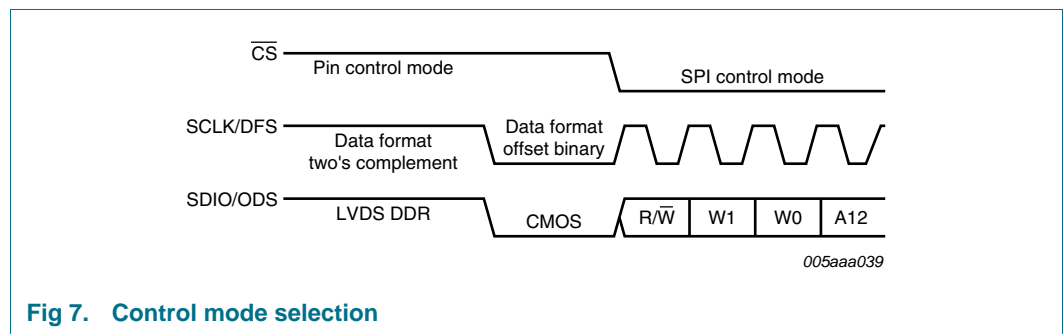 C̅S̅
Pin control mode
SPI control mode
SCLK/DFS
Data format
two's complement
Data format
offset binary
SDIO/ODS
LVDS DDR
CMOS
R/W̅
W1
W0
A12
005aaa039
Fig 7. Control mode selection